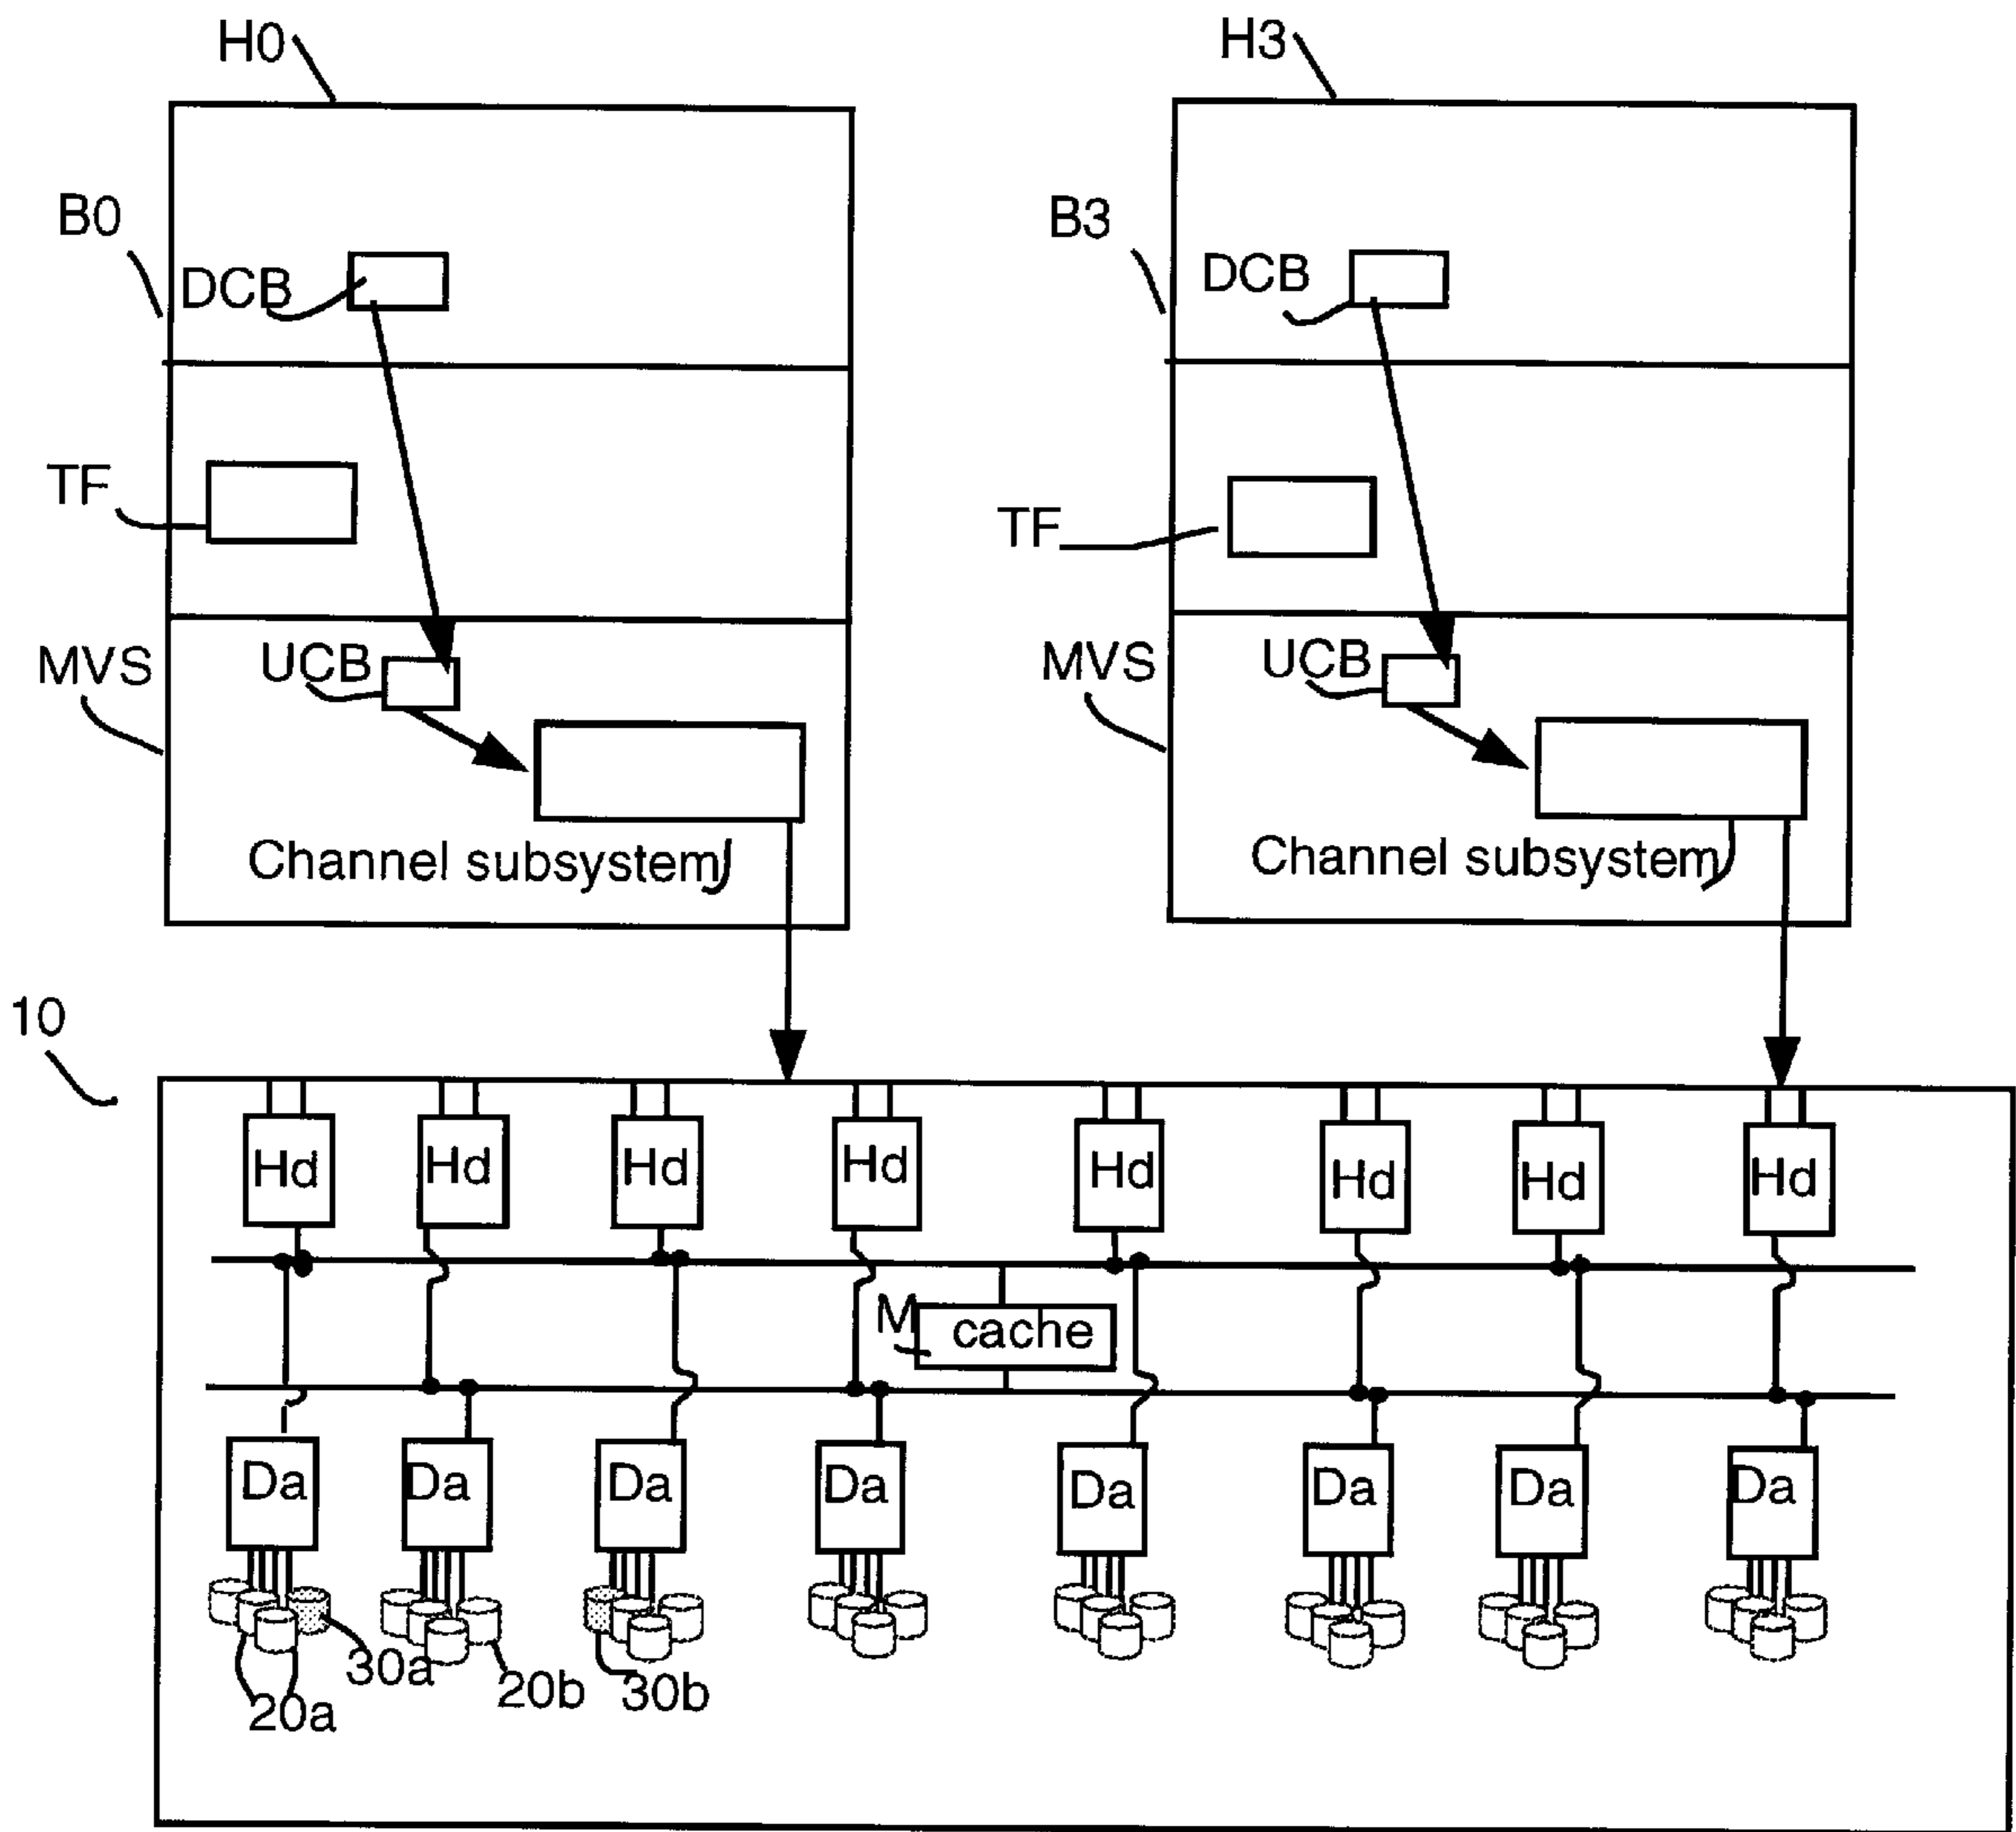 H0
H3
B0
B3
DCB
DCB
TF
TF
MVS
UCB
MVS
UCB
Channel subsystem
Channel subsystem
10
Hd Hd Hd Hd Hd Hd Hd Hd
M cache
Da Da Da Da Da Da Da Da
30a 20b 30b
20a